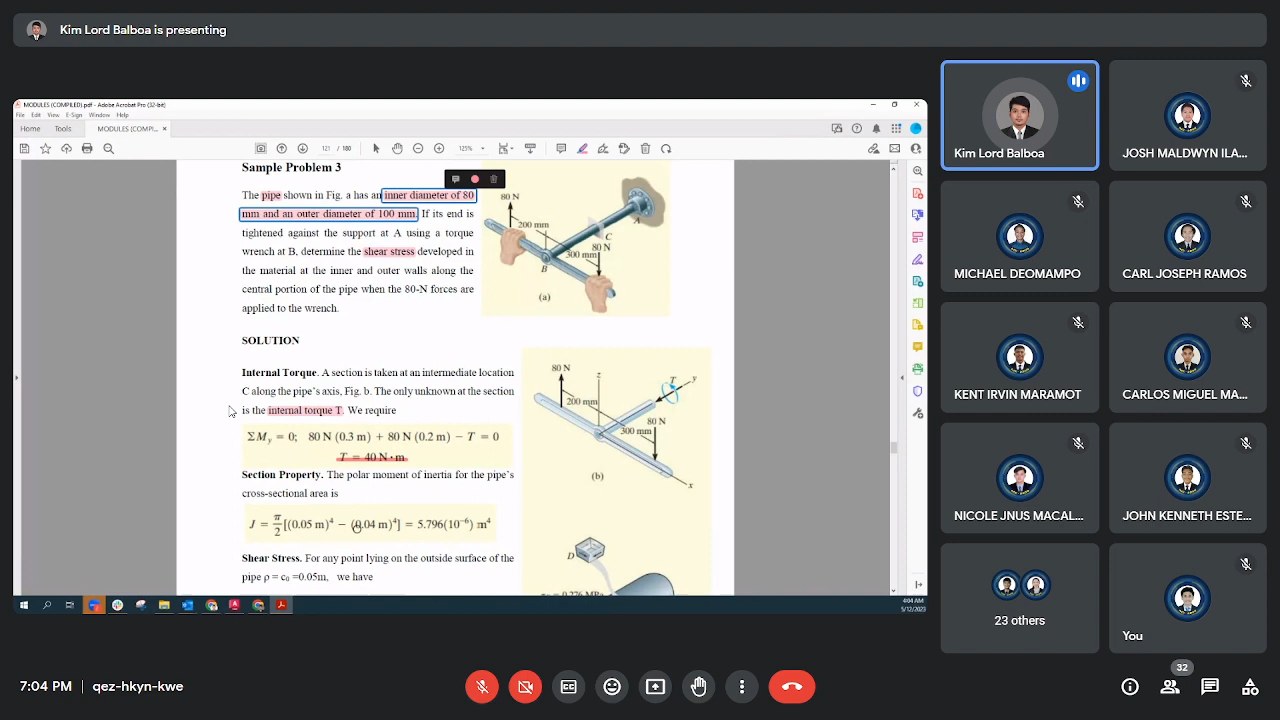 Kim Lord Balboa is presenting
MODULES (COMPILED).pdf - Adobe Acrobat Pro (32-bit)
File Edit View E-Sign Window Help
Home Tools MODULES (COMPI... ×
121 / 180 125%
Sample Problem 3
The pipe shown in Fig. a has an inner diameter of 80
mm and an outer diameter of 100 mm. If its end is
tightened against the support at A using a torque
wrench at B, determine the shear stress developed in
the material at the inner and outer walls along the
central portion of the pipe when the 80-N forces are
applied to the wrench.
80 N
200 mm
A
C
80 N
300 mm
B
(a)
SOLUTION
Internal Torque. A section is taken at an intermediate location
C along the pipe's axis, Fig. b. The only unknown at the section
is the internal torque T. We require
ΣMy = 0; 80 N (0.3 m) + 80 N (0.2 m) − T = 0
T = 40 N·m
Section Property. The polar moment of inertia for the pipe's
cross-sectional area is
J = π/2 [(0.05 m)⁴ − (0.04 m)⁴] = 5.796(10⁻⁶) m⁴
Shear Stress. For any point lying on the outside surface of the
pipe ρ = c₀ =0.05m, we have
80 N
z
T
y
200 mm
300 mm
80 N
x
(b)
D
= 0.276 MPa
4:04 AM
5/12/2023
Kim Lord Balboa
JOSH MALDWYN ILA...
MICHAEL DEOMAMPO
CARL JOSEPH RAMOS
KENT IRVIN MARAMOT
CARLOS MIGUEL MA...
NICOLE JNUS MACAL...
JOHN KENNETH ESTE...
23 others
You
7:04 PM | qez-hkyn-kwe
32